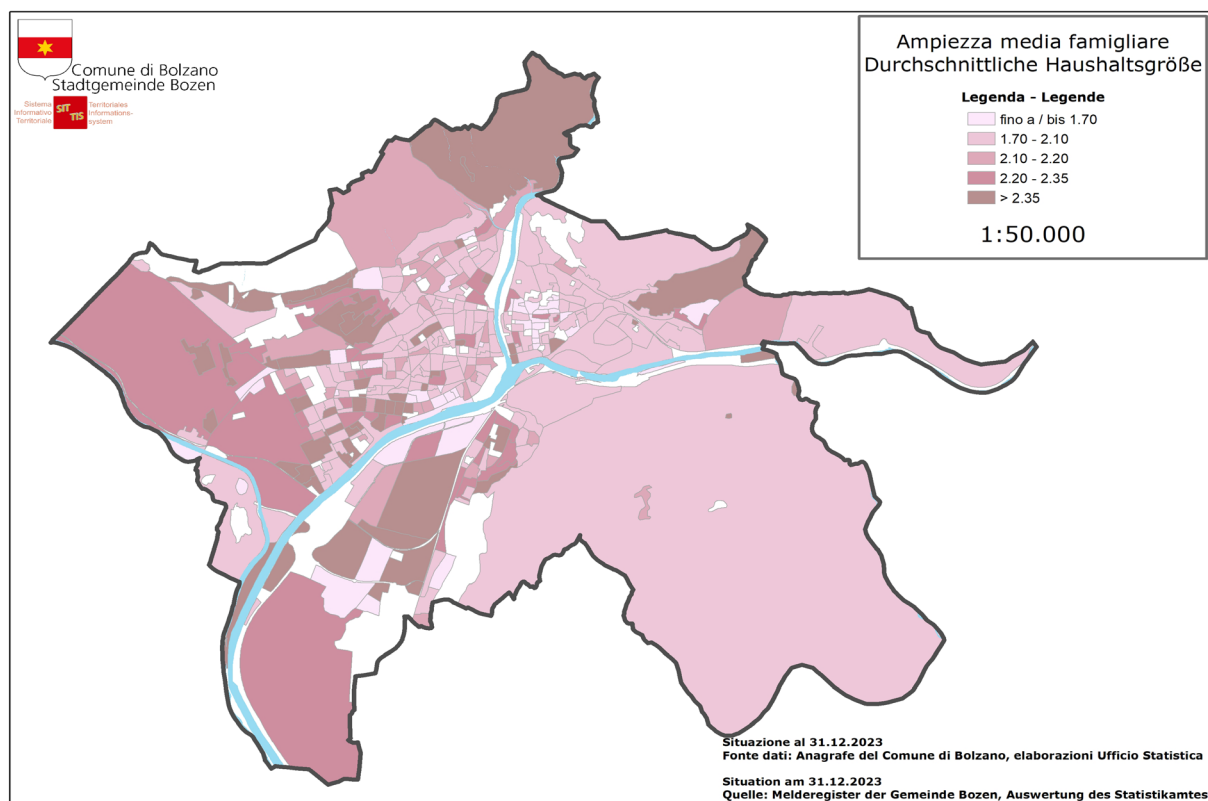 Comune di Bolzano
Stadtgemeinde Bozen
Sistema
Informativo
Territoriale
SIT
TIS
Territoriales
Informations-
system
Ampiezza media famigliare
Durchschnittliche Haushaltsgröße
Legenda - Legende
fino a / bis 1.70
1.70 - 2.10
2.10 - 2.20
2.20 - 2.35
> 2.35
1:50.000
Situazione al 31.12.2023
Fonte dati: Anagrafe del Comune di Bolzano, elaborazioni Ufficio Statistica
Situation am 31.12.2023
Quelle: Melderegister der Gemeinde Bozen, Auswertung des Statistikamtes